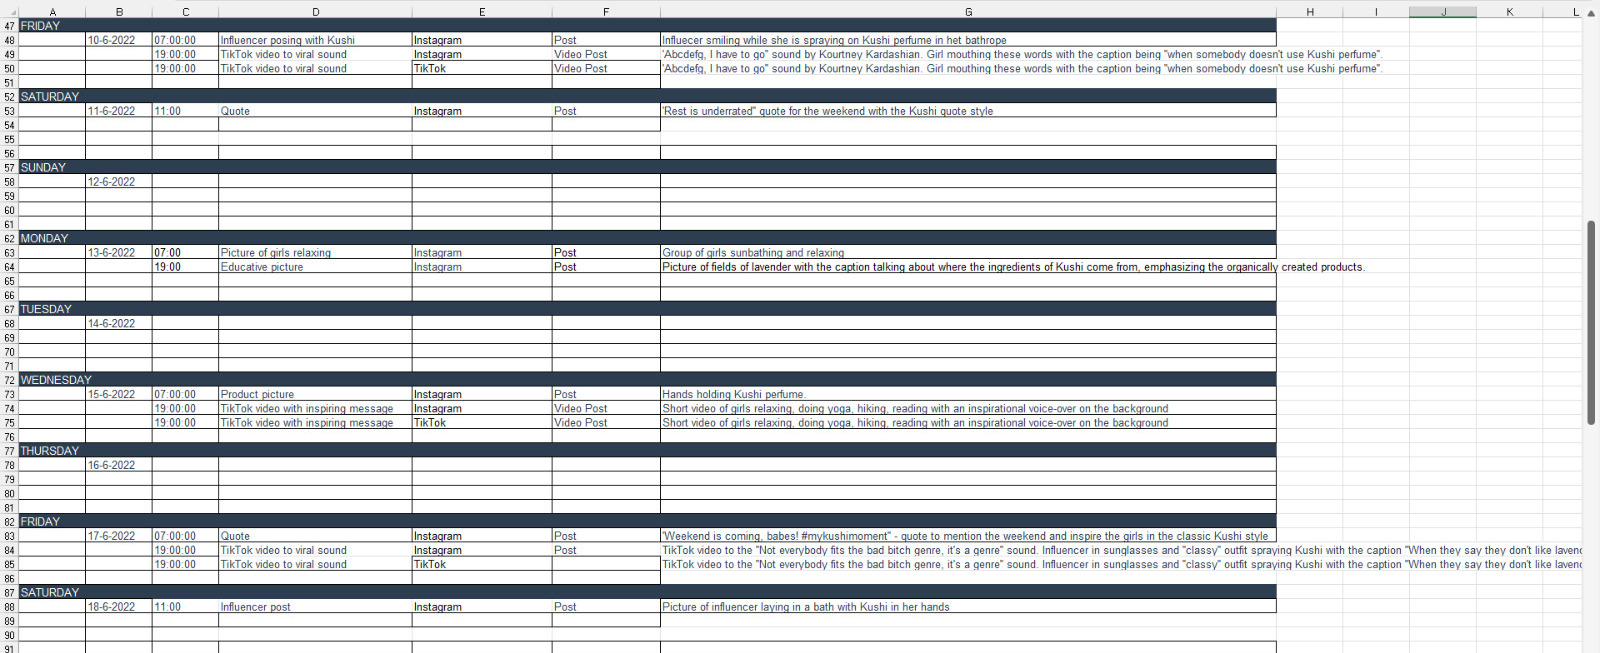 A B C D E F G H I J K L
47 FRIDAY
48 10-6-2022 07:00:00 Influencer posing with Kushi Instagram Post Influecer smiling while she is spraying on Kushi perfume in het bathrope
49 19:00:00 TikTok video to viral sound Instagram Video Post 'Abcdefg, I have to go" sound by Kourtney Kardashian. Girl mouthing these words with the caption being "when somebody doesn't use Kushi perfume".
50 19:00:00 TikTok video to viral sound TikTok Video Post 'Abcdefg, I have to go" sound by Kourtney Kardashian. Girl mouthing these words with the caption being "when somebody doesn't use Kushi perfume".
51
52 SATURDAY
53 11-6-2022 11:00 Quote Instagram Post 'Rest is underrated" quote for the weekend with the Kushi quote style
54
55
56
57 SUNDAY
58 12-6-2022
59
60
61
62 MONDAY
63 13-6-2022 07:00 Picture of girls relaxing Instagram Post Group of girls sunbathing and relaxing
64 19:00 Educative picture Instagram Post Picture of fields of lavender with the caption talking about where the ingredients of Kushi come from, emphasizing the organically created products.
65
66
67 TUESDAY
68 14-6-2022
69
70
71
72 WEDNESDAY
73 15-6-2022 07:00:00 Product picture Instagram Post Hands holding Kushi perfume.
74 19:00:00 TikTok video with inspiring message Instagram Video Post Short video of girls relaxing, doing yoga, hiking, reading with an inspirational voice-over on the background
75 19:00:00 TikTok video with inspiring message TikTok Video Post Short video of girls relaxing, doing yoga, hiking, reading with an inspirational voice-over on the background
76
77 THURSDAY
78 16-6-2022
79
80
81
82 FRIDAY
83 17-6-2022 07:00:00 Quote Instagram Post 'Weekend is coming, babes! #mykushimoment" - quote to mention the weekend and inspire the girls in the classic Kushi style
84 19:00:00 TikTok video to viral sound Instagram Post TikTok video to the "Not everybody fits the bad bitch genre, it's a genre" sound. Influencer in sunglasses and "classy" outfit spraying Kushi with the caption "When they say they don't like lavenc
85 19:00:00 TikTok video to viral sound TikTok TikTok video to the "Not everybody fits the bad bitch genre, it's a genre" sound. Influencer in sunglasses and "classy" outfit spraying Kushi with the caption "When they say they don't like lavenc
86
87 SATURDAY
88 18-6-2022 11:00 Influencer post Instagram Post Picture of influencer laying in a bath with Kushi in her hands
89
90
91